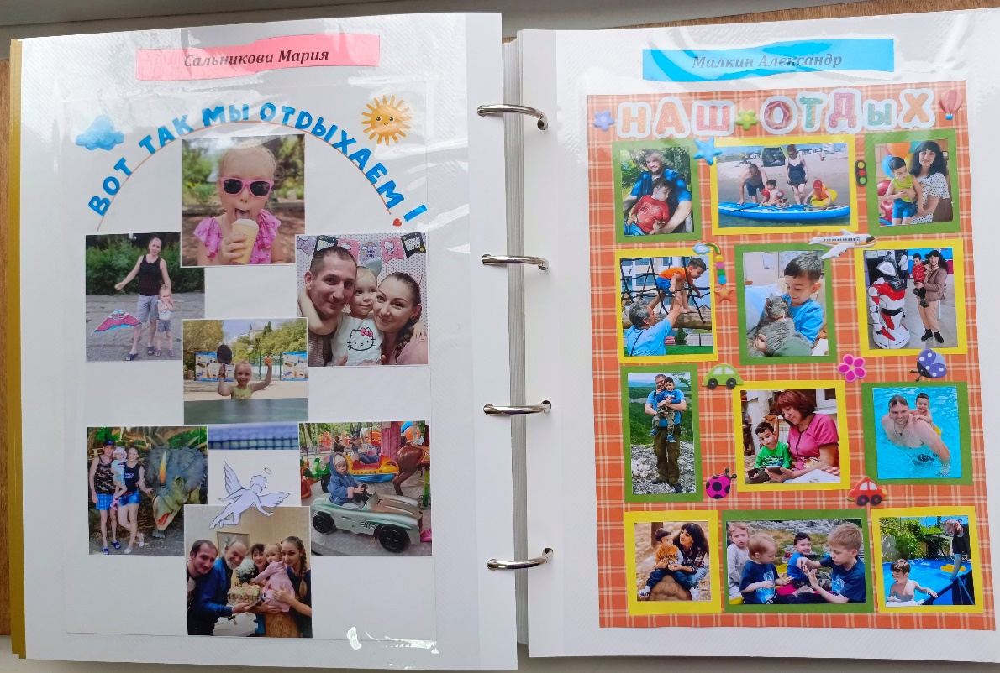 Сальникова Мария
ВОТ ТАК МЫ ОТДЫХАЕМ!
Малкин Александр
НАШ ОТДЫХ